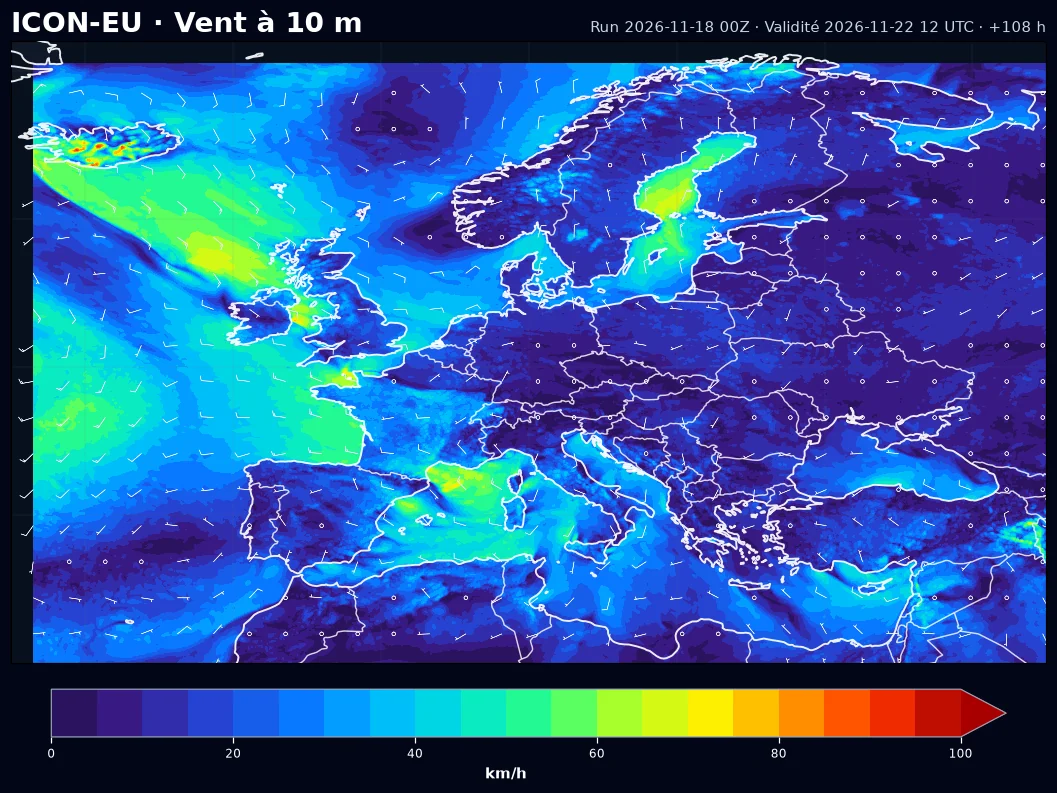 ICON-EU · Vent à 10 m
Run 2026-11-18 00Z · Validité 2026-11-22 12 UTC · +108 h
0 20 40 60 80 100
km/h